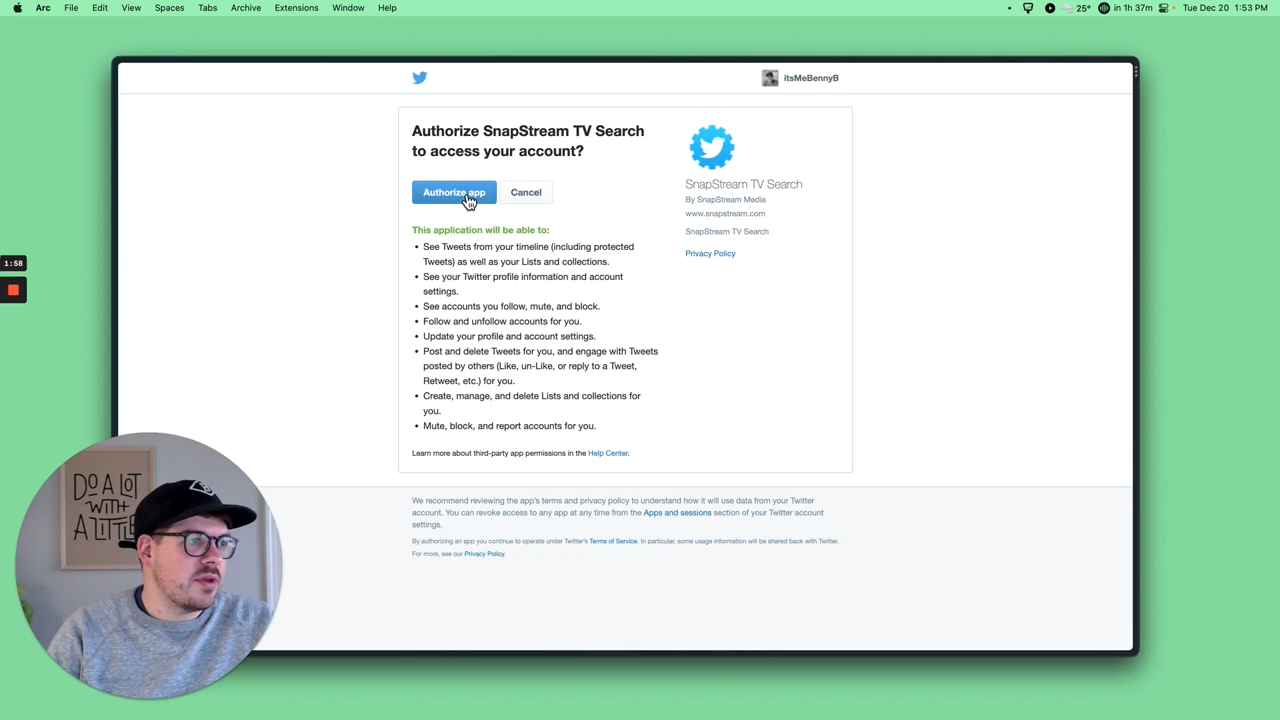 Arc File Edit View Spaces Tabs Archive Extensions Window Help 25° in 1h 37m Tue Dec 20 1:53 PM
itsMeBennyB
Authorize SnapStream TV Search
to access your account?
Authorize app Cancel
This application will be able to:
• See Tweets from your timeline (including protected
Tweets) as well as your Lists and collections.
• See your Twitter profile information and account
settings.
• See accounts you follow, mute, and block.
• Follow and unfollow accounts for you.
• Update your profile and account settings.
• Post and delete Tweets for you, and engage with Tweets
posted by others (Like, un-Like, or reply to a Tweet,
Retweet, etc.) for you.
• Create, manage, and delete Lists and collections for
you.
• Mute, block, and report accounts for you.
Learn more about third-party app permissions in the Help Center.
SnapStream TV Search
By SnapStream Media
www.snapstream.com
SnapStream TV Search
Privacy Policy
We recommend reviewing the app's terms and privacy policy to understand how it will use data from your Twitter
account. You can revoke access to any app at any time from the Apps and sessions section of your Twitter account
settings.
By authorizing an app you continue to operate under Twitter's Terms of Service. In particular, some usage information will be shared back with Twitter.
For more, see our Privacy Policy.
1:58
DO A LOT
WITH
A LITTLE